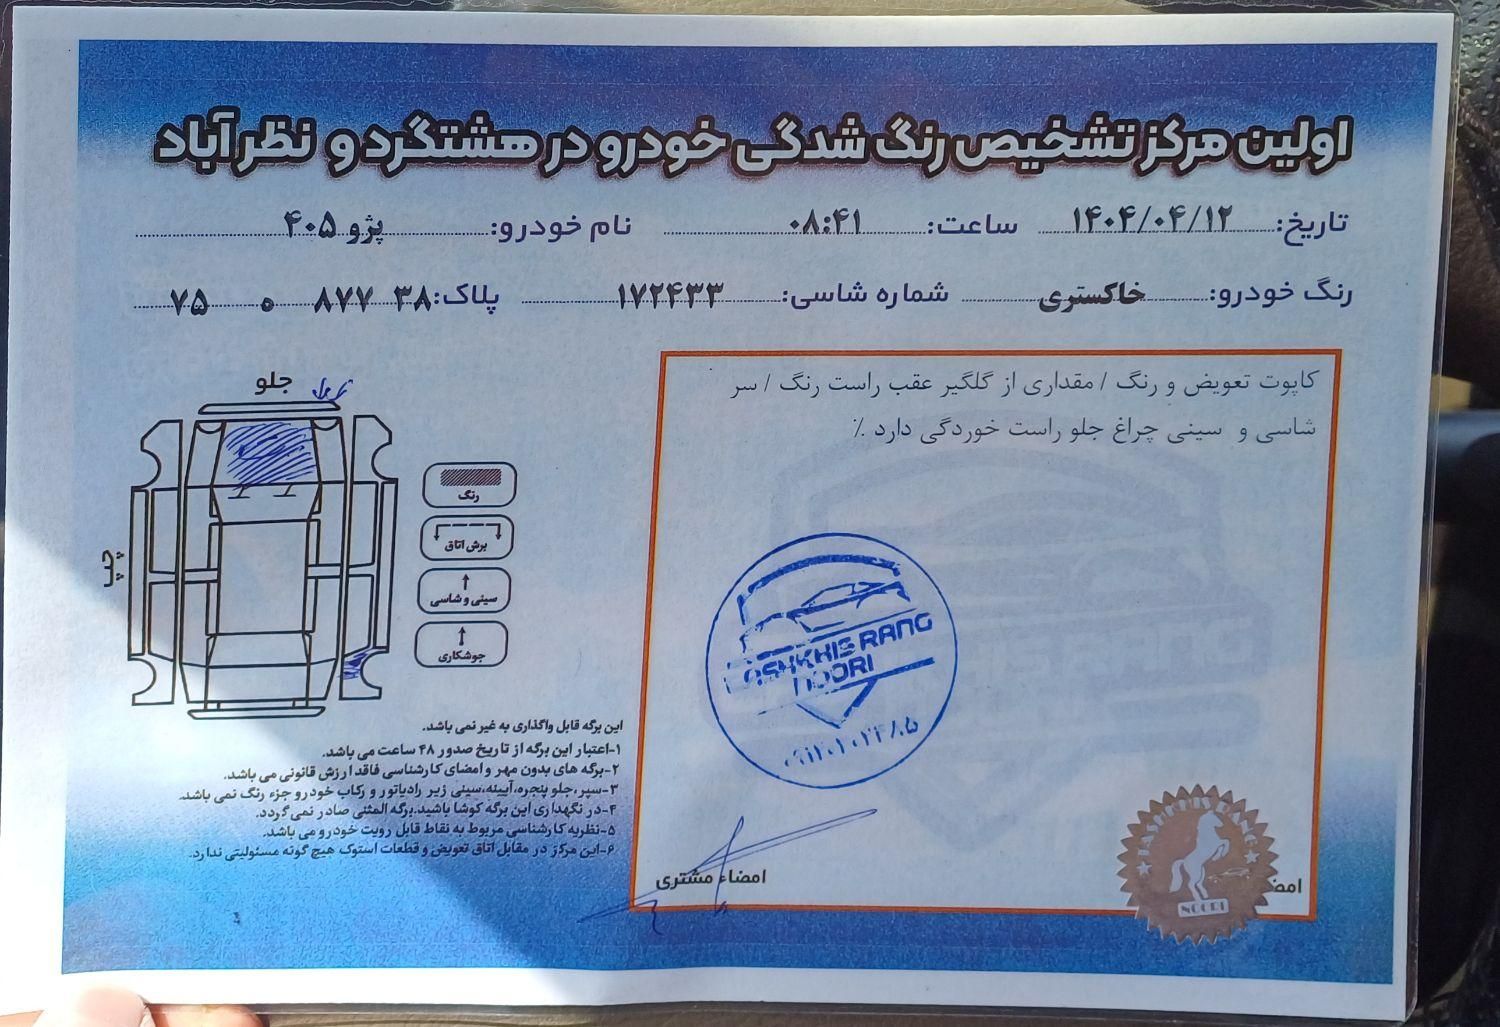 اولین مرکز تشخیص رنگ شدگی خودرو در هشتگرد و نظرآباد
تاریخ: ۱۴۰۴/۰۴/۱۲ ساعت: ۰۸:۴۱ نام خودرو: پژو ۴۰۵
رنگ خودرو: خاکستری شماره شاسی: ۱۷۲۴۳۳ پلاک: ۳۸ ۸۷۷ ه ۷۵
کاپوت تعویض و رنگ / مقداری از گلگیر عقب راست رنگ / سر
شاسی و سینی چراغ جلو راست خوردگی دارد ٪
جلو
چپ
رنگ
برش اتاق
سینی و شاسی
جوشکاری
این برگه قابل واگذاری به غیر نمی باشد.
۱-اعتبار این برگه از تاریخ صدور ۴۸ ساعت می باشد.
۲-برگه های بدون مهر و امضای کارشناسی فاقد ارزش قانونی می باشد.
۳-سپر،جلو پنجره،آیینه،سینی زیر رادیاتور و رکاب خودرو جزء رنگ نمی باشد.
۴-در نگهداری این برگه کوشا باشید.برگه المثنی صادر نمی گردد.
۵-نظریه کارشناسی مربوط به نقاط قابل رویت خودرو می باشد.
۶-این مرکز در مقابل اتاق تعویض و قطعات استوک هیچ گونه مسئولیتی ندارد.
TASHKHIS RANG
NOORI
امضاء مشتری
NOORI